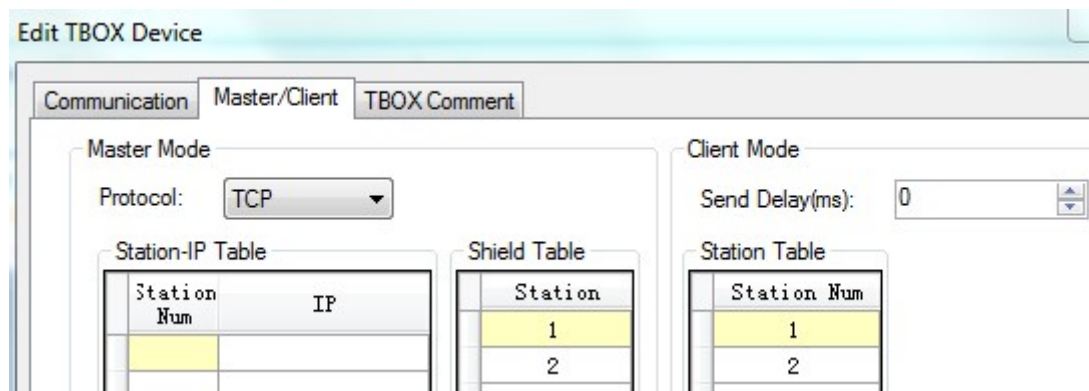 Edit TBOX Device
Communication Master/Client TBOX Comment
Master Mode
Protocol: TCP
Station-IP Table
Station Num IP
Shield Table
Station
1
2
Client Mode
Send Delay(ms): 0
Station Table
Station Num
1
2